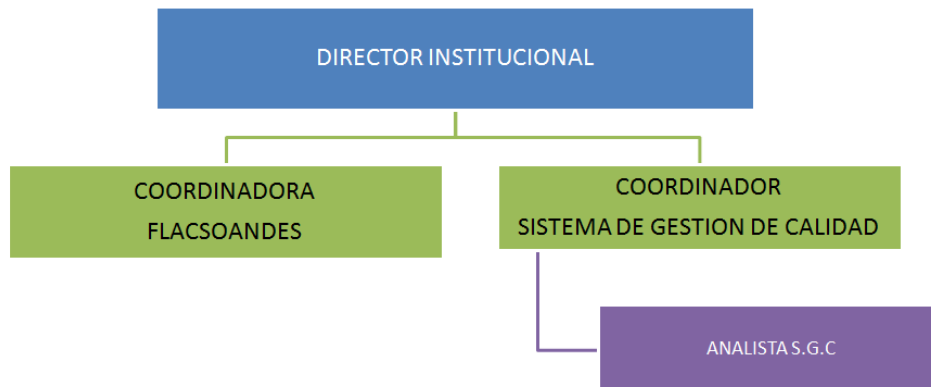 DIRECTOR INSTITUCIONAL
COORDINADORA
FLACSOANDES
COORDINADOR
SISTEMA DE GESTION DE CALIDAD
ANALISTA S.G.C